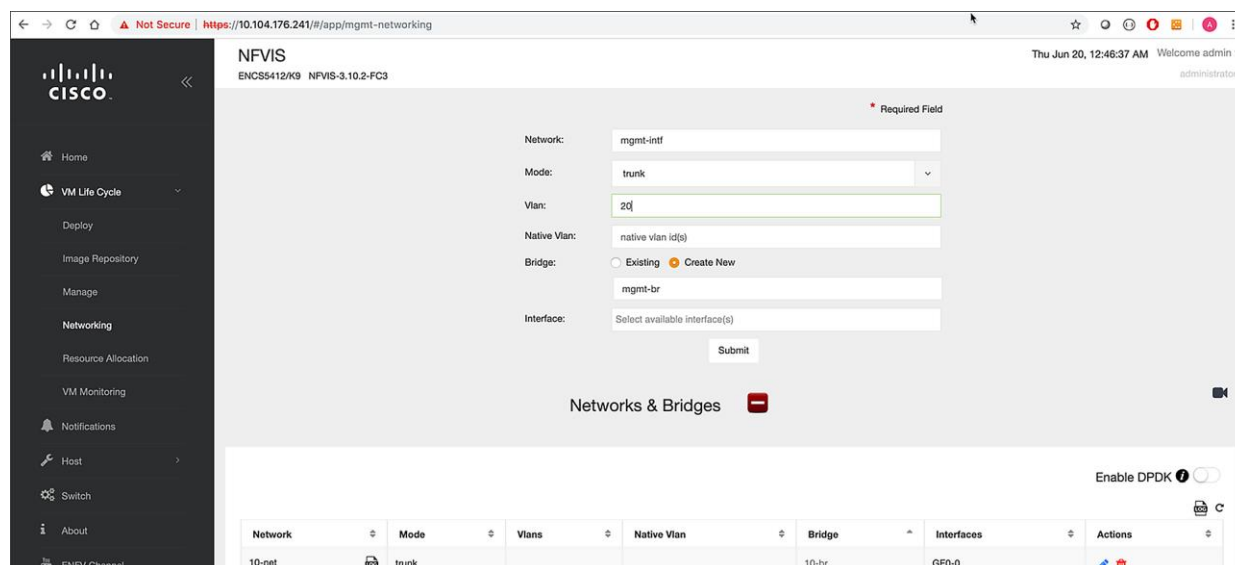 Not Secure | https://10.104.176.241/#/app/mgmt-networking
A
CISCO
Home
VM Life Cycle
Deploy
Image Repository
Manage
Networking
Resource Allocation
VM Monitoring
Notifications
Host
Switch
About
NFVIS
ENCS5412/K9 NFVIS-3.10.2-FC3
Thu Jun 20, 12:46:37 AM Welcome admin
administrator
* Required Field
Network: mgmt-intf
Mode: trunk
Vlan: 20
Native Vlan: native vlan id(s)
Bridge: Existing Create New
mgmt-br
Interface: Select available interface(s)
Submit
Networks & Bridges
Enable DPDK
Network Mode Vlans Native Vlan Bridge Interfaces Actions
10-net trunk 10-br GE0-0